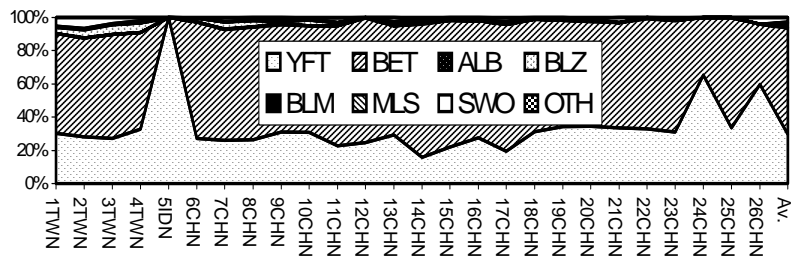 100%
80%
60%
40%
20%
0%
YFT BET ALB BLZ
BLM MLS SWO OTH
1TWN
2TWN
3TWN
4TWN
5IDN
6CHN
7CHN
8CHN
9CHN
10CHN
11CHN
12CHN
13CHN
14CHN
15CHN
16CHN
17CHN
18CHN
19CHN
20CHN
21CHN
22CHN
23CHN
24CHN
25CHN
26CHN
Av.